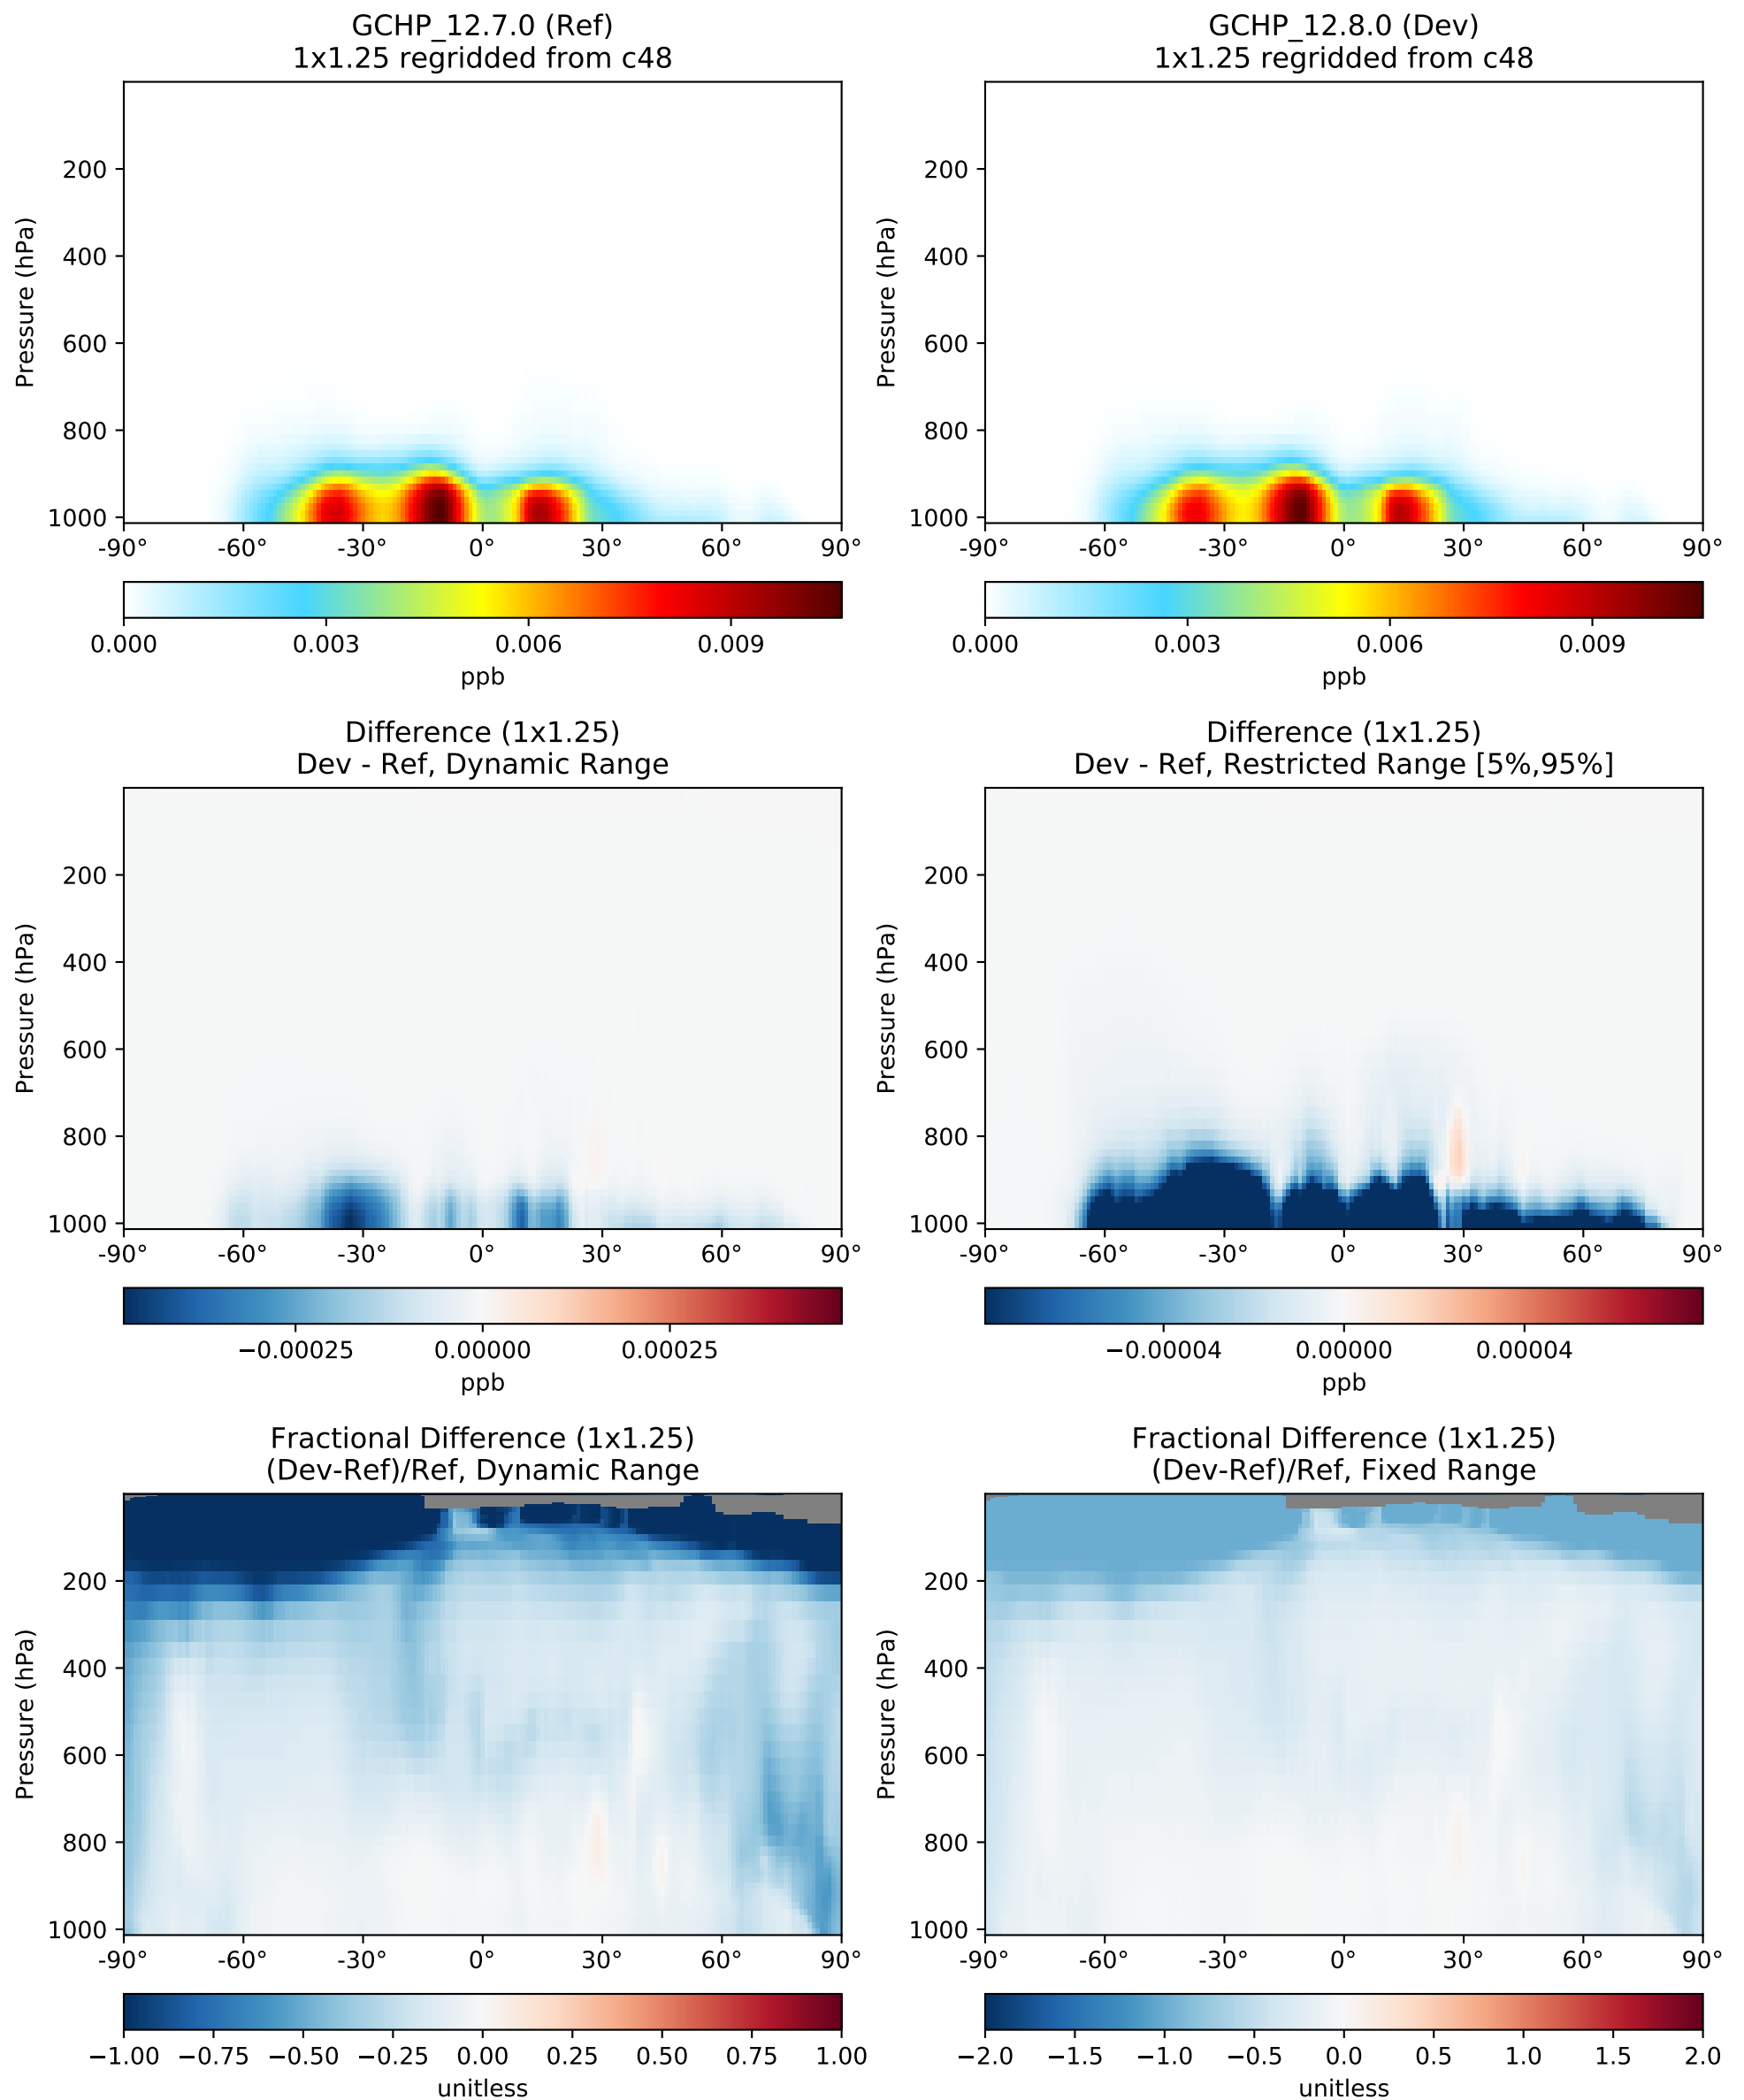 GCHP_12.7.0 (Ref)
1x1.25 regridded from c48
Pressure (hPa)
200
400
600
800
1000
-90° -60° -30° 0° 30° 60° 90°
0.000 0.003 0.006 0.009
ppb
GCHP_12.8.0 (Dev)
1x1.25 regridded from c48
Pressure (hPa)
200
400
600
800
1000
-90° -60° -30° 0° 30° 60° 90°
0.000 0.003 0.006 0.009
ppb
Difference (1x1.25)
Dev - Ref, Dynamic Range
Pressure (hPa)
200
400
600
800
1000
-90° -60° -30° 0° 30° 60° 90°
−0.00025 0.00000 0.00025
ppb
Difference (1x1.25)
Dev - Ref, Restricted Range [5%,95%]
Pressure (hPa)
200
400
600
800
1000
-90° -60° -30° 0° 30° 60° 90°
−0.00004 0.00000 0.00004
ppb
Fractional Difference (1x1.25)
(Dev-Ref)/Ref, Dynamic Range
Pressure (hPa)
200
400
600
800
1000
-90° -60° -30° 0° 30° 60° 90°
−1.00 −0.75 −0.50 −0.25 0.00 0.25 0.50 0.75 1.00
unitless
Fractional Difference (1x1.25)
(Dev-Ref)/Ref, Fixed Range
Pressure (hPa)
200
400
600
800
1000
-90° -60° -30° 0° 30° 60° 90°
−2.0 −1.5 −1.0 −0.5 0.0 0.5 1.0 1.5 2.0
unitless